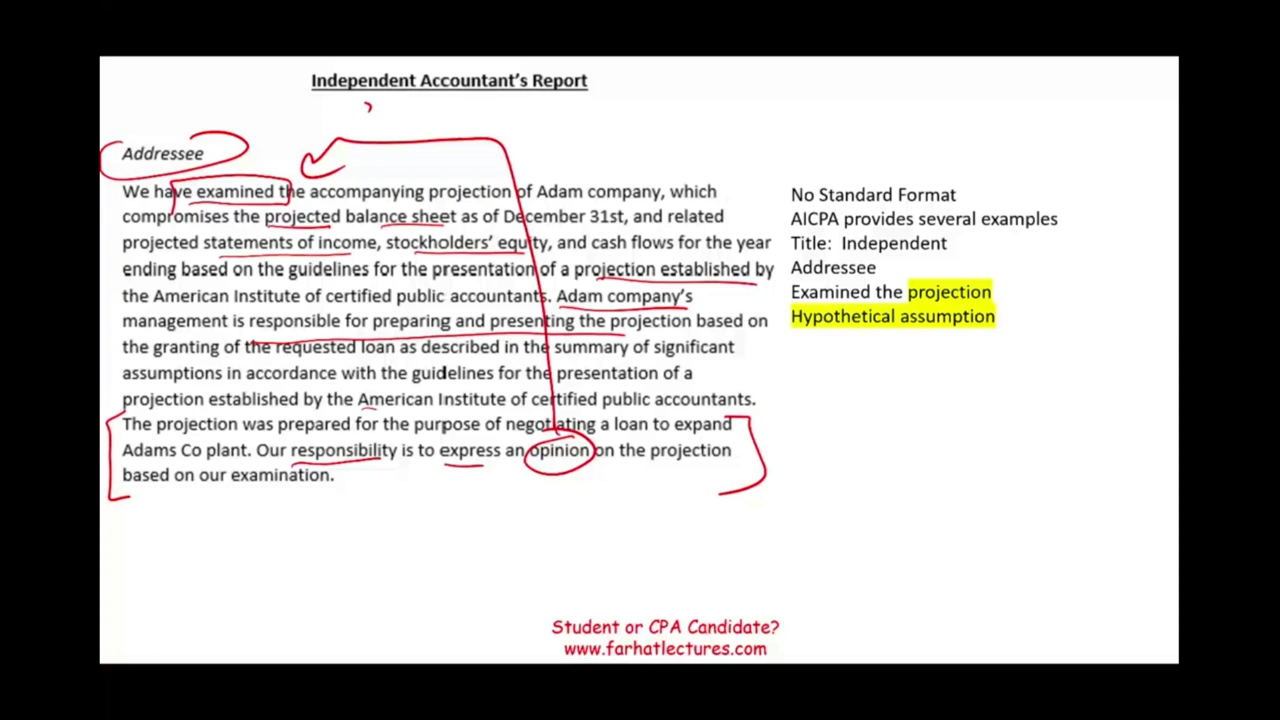 Independent Accountant's Report
Addressee
We have examined the accompanying projection of Adam company, which
compromises the projected balance sheet as of December 31st, and related
projected statements of income, stockholders' equity, and cash flows for the year
ending based on the guidelines for the presentation of a projection established by
the American Institute of certified public accountants. Adam company's
management is responsible for preparing and presenting the projection based on
the granting of the requested loan as described in the summary of significant
assumptions in accordance with the guidelines for the presentation of a
projection established by the American Institute of certified public accountants.
The projection was prepared for the purpose of negotiating a loan to expand
Adams Co plant. Our responsibility is to express an opinion on the projection
based on our examination.
No Standard Format
AICPA provides several examples
Title: Independent
Addressee
Examined the projection
Hypothetical assumption
Student or CPA Candidate?
www.farhatlectures.com